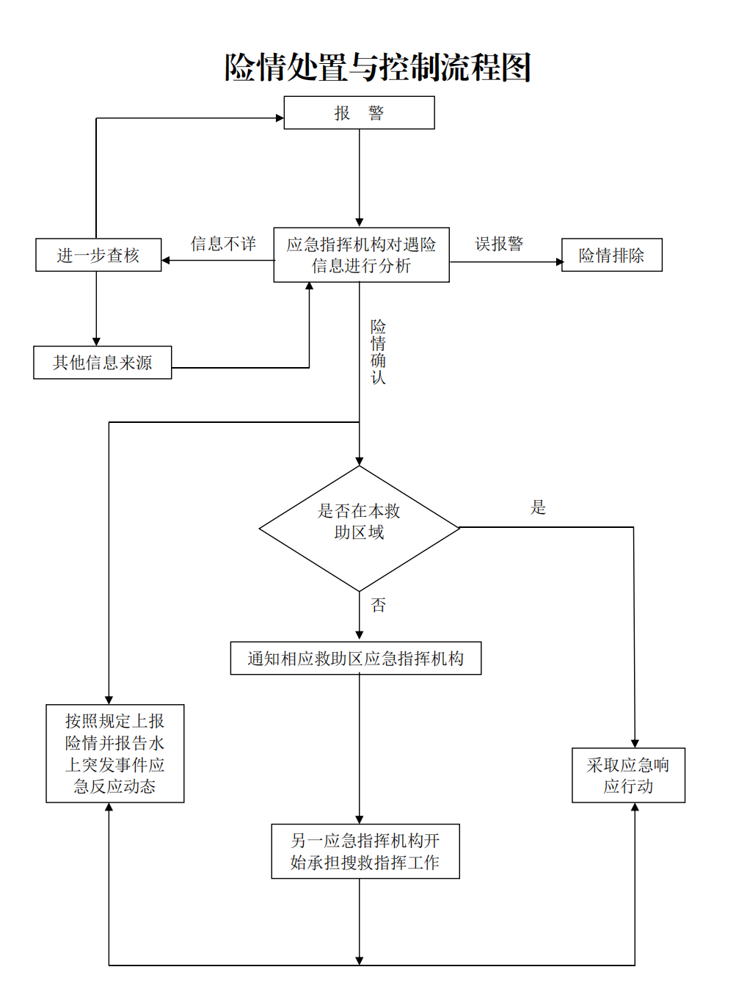 险情处置与控制流程图
报 警
信息不详
应急指挥机构对遇险
信息进行分析
误报警
进一步查核
险情排除
险
情
确
认
其他信息来源
是否在本救
助区域
是
否
通知相应救助区应急指挥机构
按照规定上报
险情并报告水
上突发事件应
急反应动态
采取应急响
应行动
另一应急指挥机构开
始承担搜救指挥工作